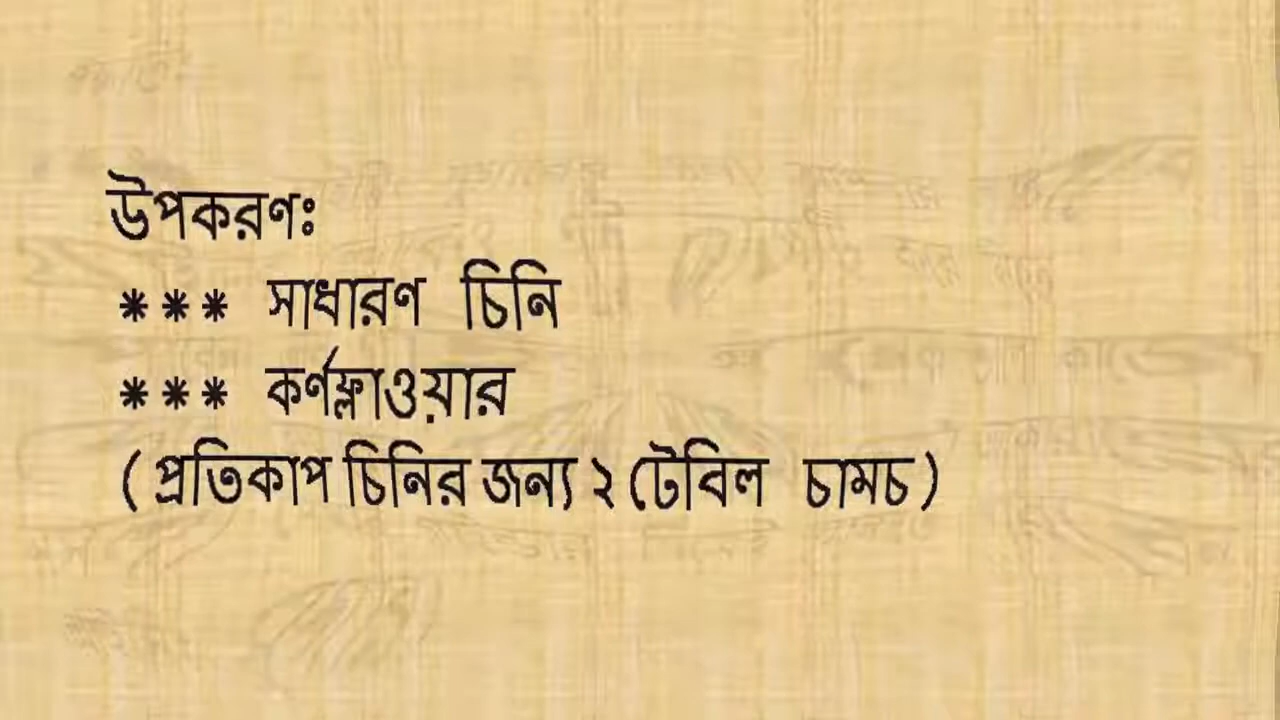 উপকরণঃ
*** সাধারণ চিনি
*** কর্ণফ্লাওয়ার
( প্রতিকাপ চিনির জন্য ২ টেবিল চামচ )